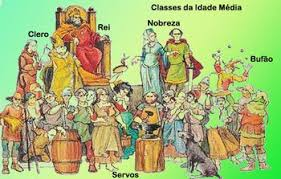 Classes da Idade Média
Rei
Nobreza
Clero
Bufão
Servos